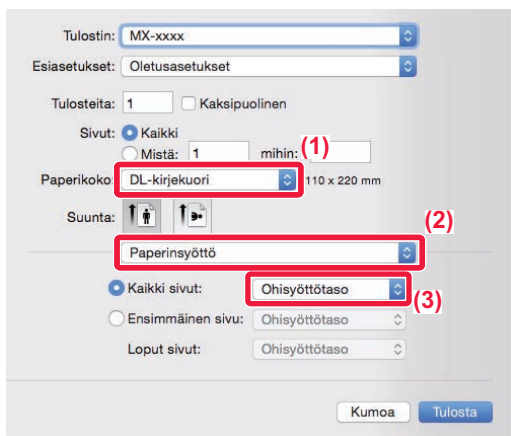 Tulostin: MX-xxxx
Esiasetukset: Oletusasetukset
Tulosteita: 1 Kaksipuolinen
Sivut: Kaikki
(1)
Mistä: 1 mihin:
Paperikoko: DL-kirjekuori 110 x 220 mm
Suunta:
(2)
Paperinsyöttö
Kaikki sivut: Ohisyöttötaso
(3)
Ensimmäinen sivu: Ohisyöttötaso
Loput sivut: Ohisyöttötaso
Kumoa Tulosta